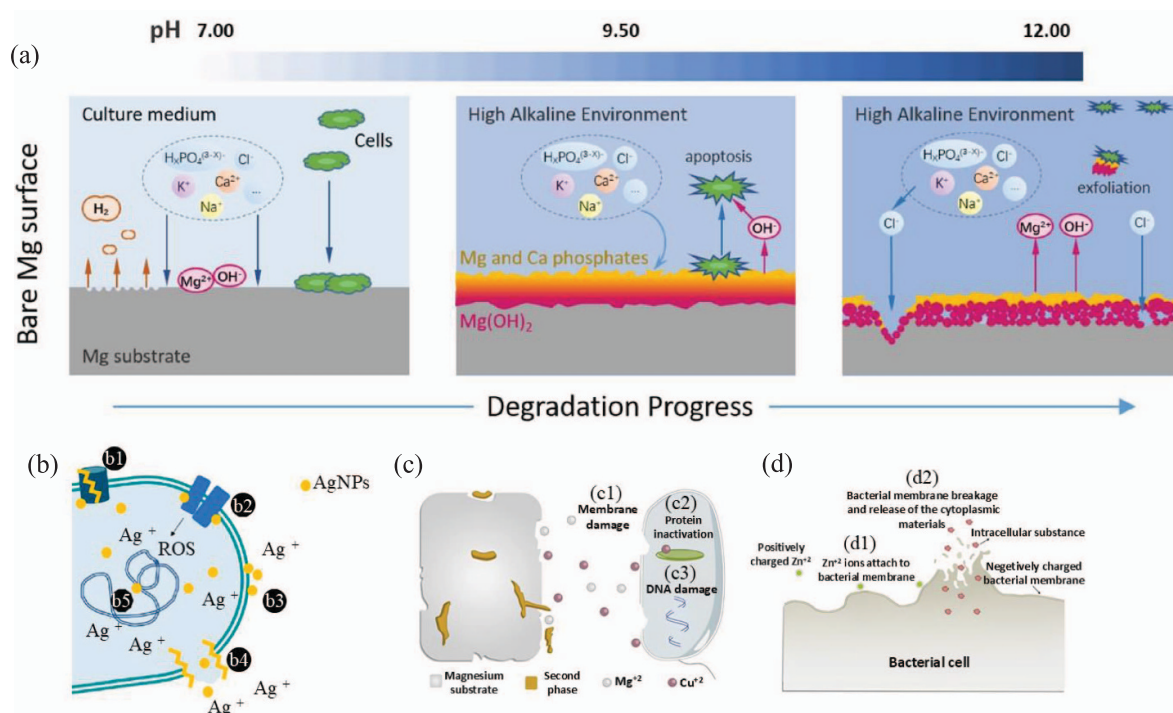 pH 7.00 9.50 12.00
(a)
Bare Mg surface
Culture medium
Cells
HₓPO₄⁽³⁻ˣ⁾⁻ Cl⁻
K⁺ Ca²⁺ ...
Na⁺
H₂
Mg²⁺ OH⁻
Mg substrate
High Alkaline Environment
HₓPO₄⁽³⁻ˣ⁾⁻ Cl⁻
K⁺ Ca²⁺ ...
Na⁺
apoptosis
OH⁻
Mg and Ca phosphates
Mg(OH)₂
High Alkaline Environment
HₓPO₄⁽³⁻ˣ⁾⁻ Cl⁻
K⁺ Ca²⁺ ...
Na⁺
exfoliation
Cl⁻ Mg²⁺ OH⁻ Cl⁻
Degradation Progress
(b)
b1
b2
AgNPs
Ag +
ROS
Ag +
Ag +
b5
Ag +
b3
Ag +
Ag +
Ag +
b4
Ag +
Ag +
(c)
(c1)
Membrane
damage
(c2)
Protein
inactivation
(c3)
DNA damage
Magnesium
substrate
Second
phase
Mg⁺²
Cu⁺²
(d)
(d2)
Bacterial membrane breakage
and release of the cytoplasmic
materials
Intracellular substance
(d1)
Positively
charged Zn⁺²
Zn⁺² ions attach to
bacterial membrane
Negetively charged
bacterial membrane
Bacterial cell